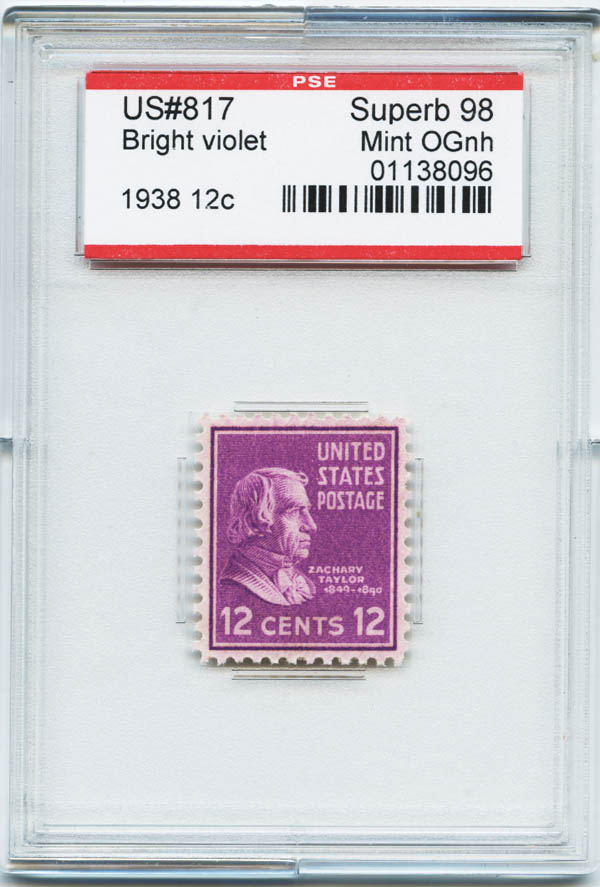 PSE
US#817 Superb 98
Bright violet Mint OGnh
01138096
1938 12c
UNITED
STATES
POSTAGE
ZACHARY
TAYLOR
1849-1850
12 CENTS 12